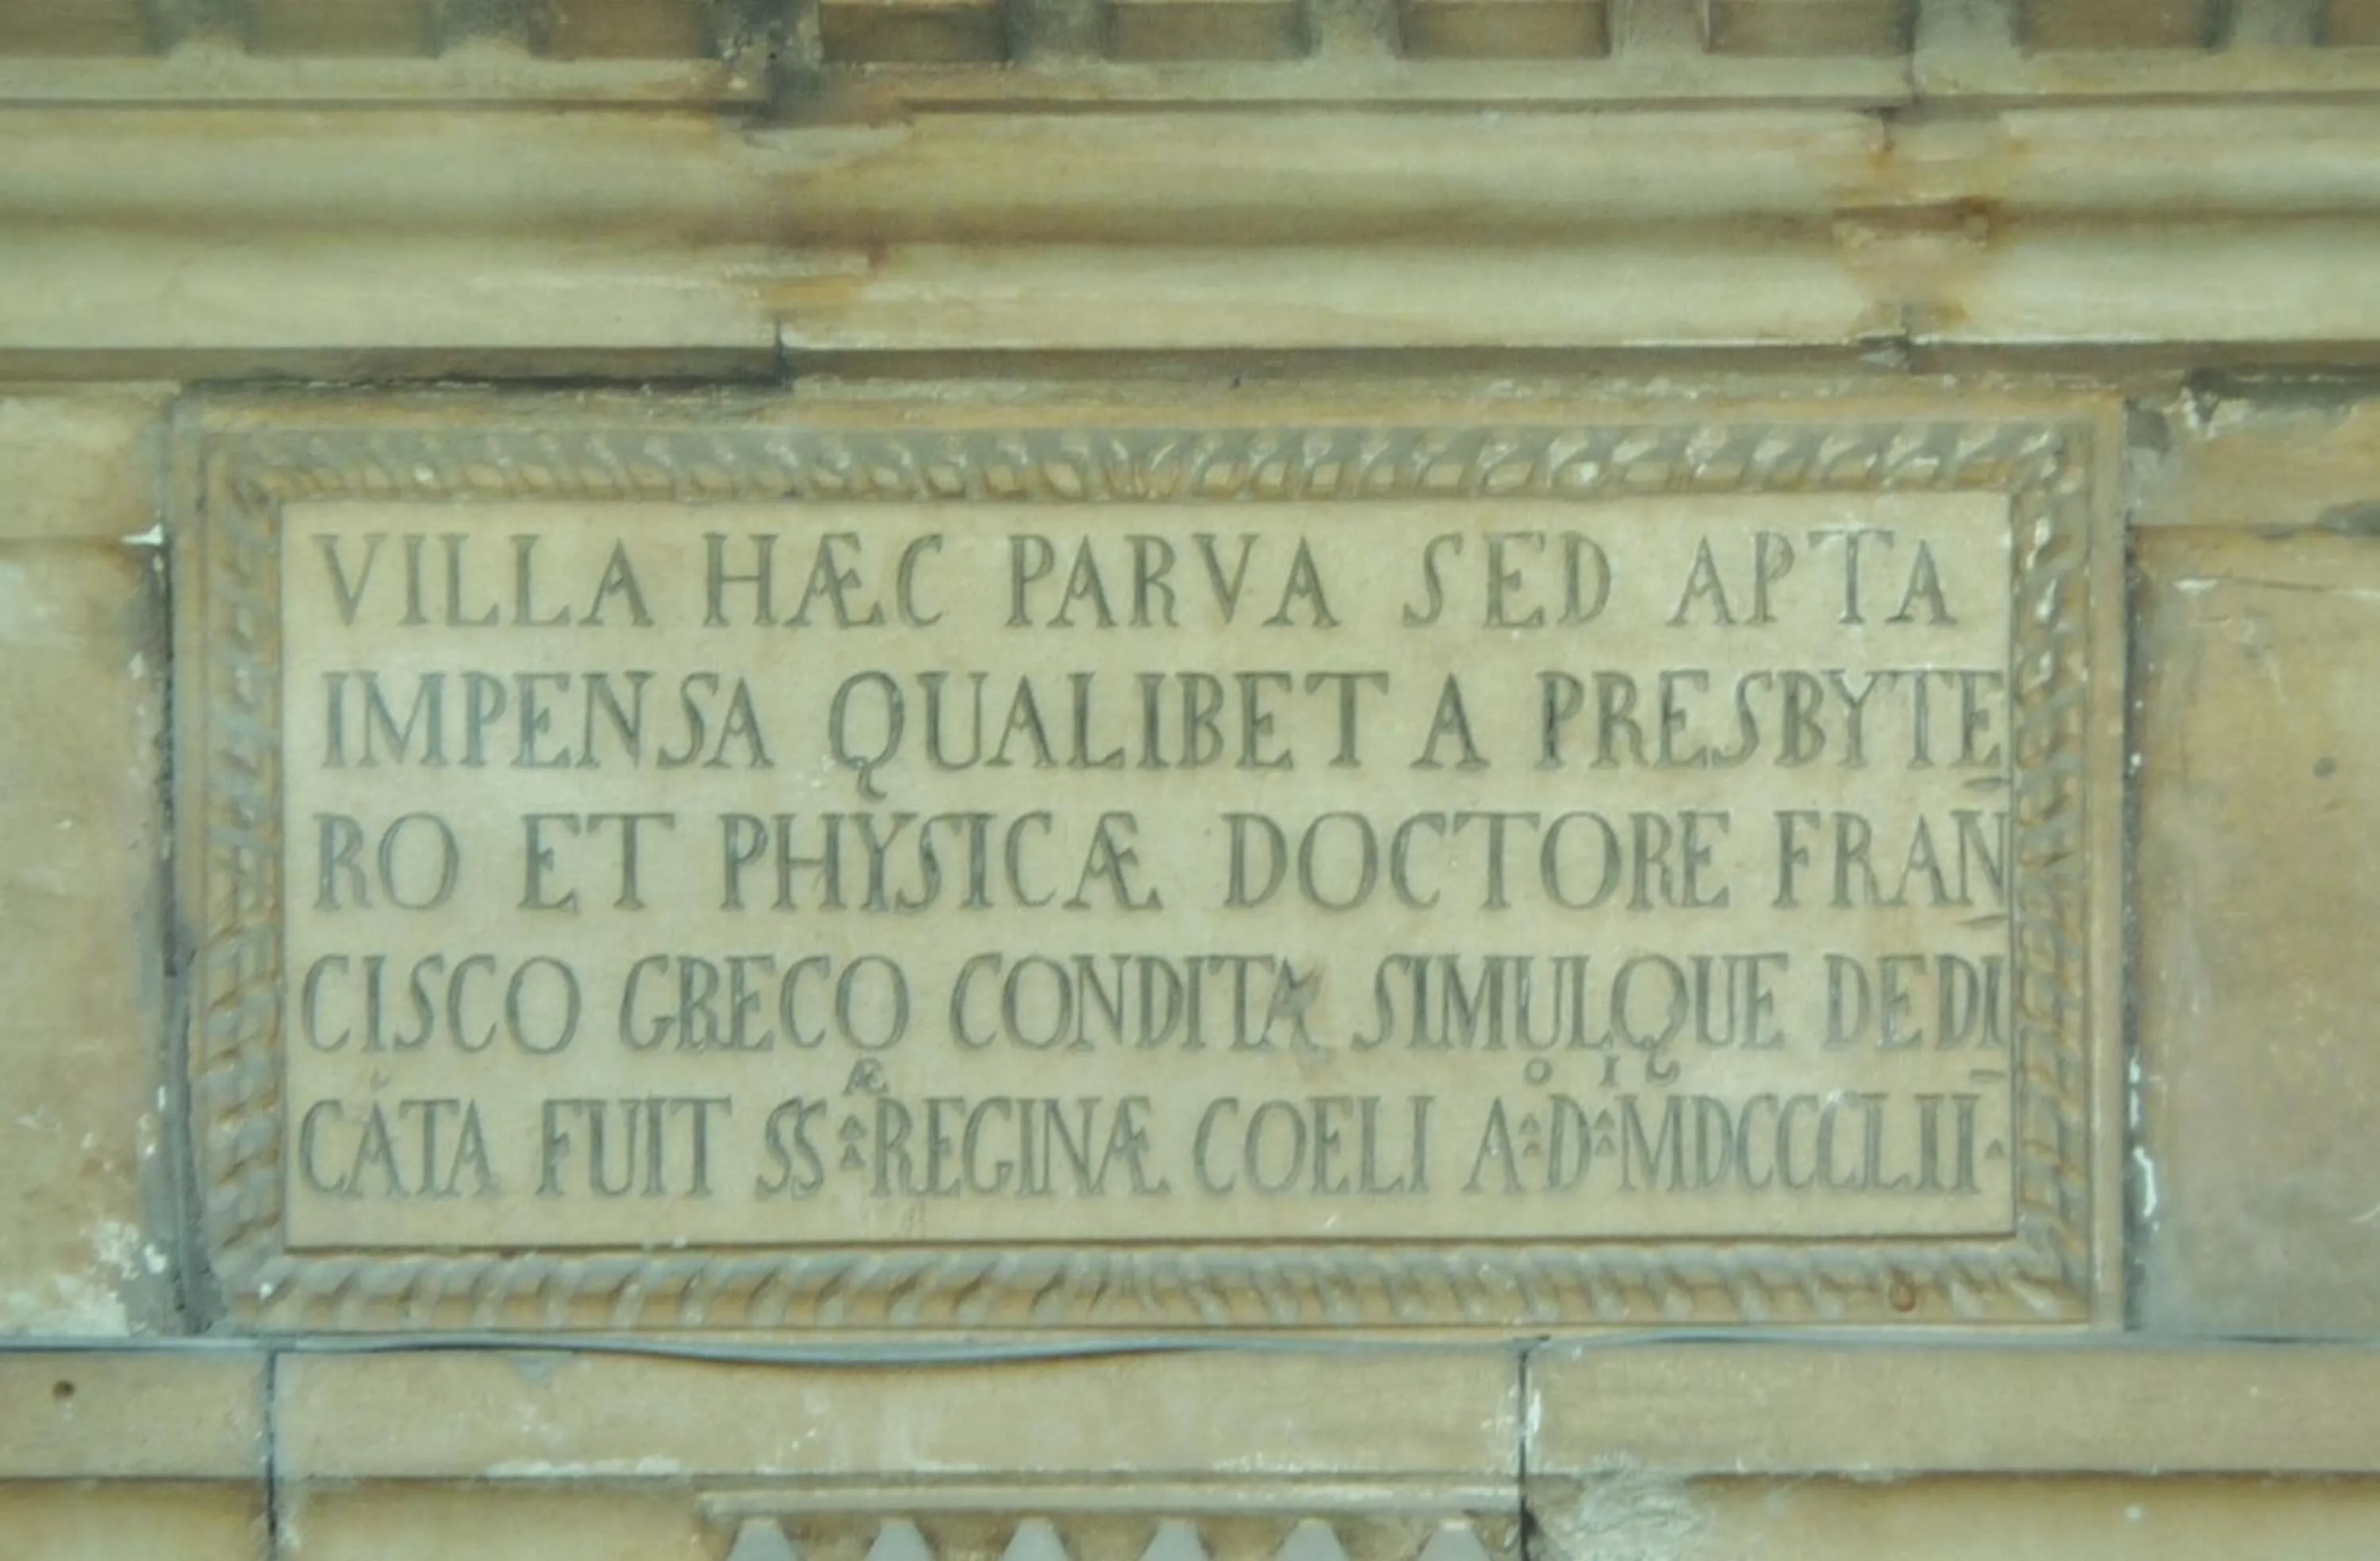 VILLA HÆC PARVA SED APTA
IMPENSA QUALIBET A PRESBYTE
RO ET PHYSICÆ DOCTORE FRAN
CISCO GRECO CONDITA SIMULQUE DEDI
CATA FUIT SS:Æ REGINÆ COELI A:O D:I MDCCCLII.